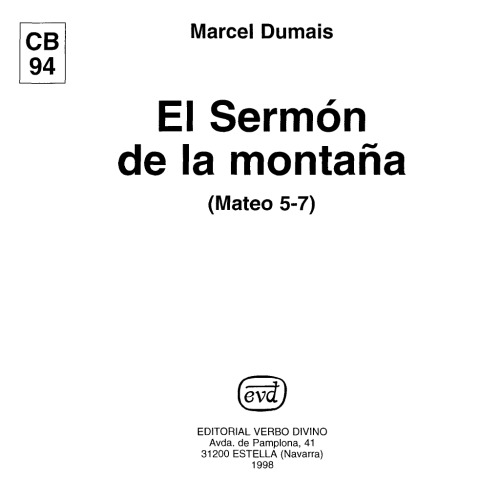 CB
94
Marcel Dumais
El Sermón
de la montaña
(Mateo 5-7)
evd
EDITORIAL VERBO DIVINO
Avda. de Pamplona, 41
31200 ESTELLA (Navarra)
1998